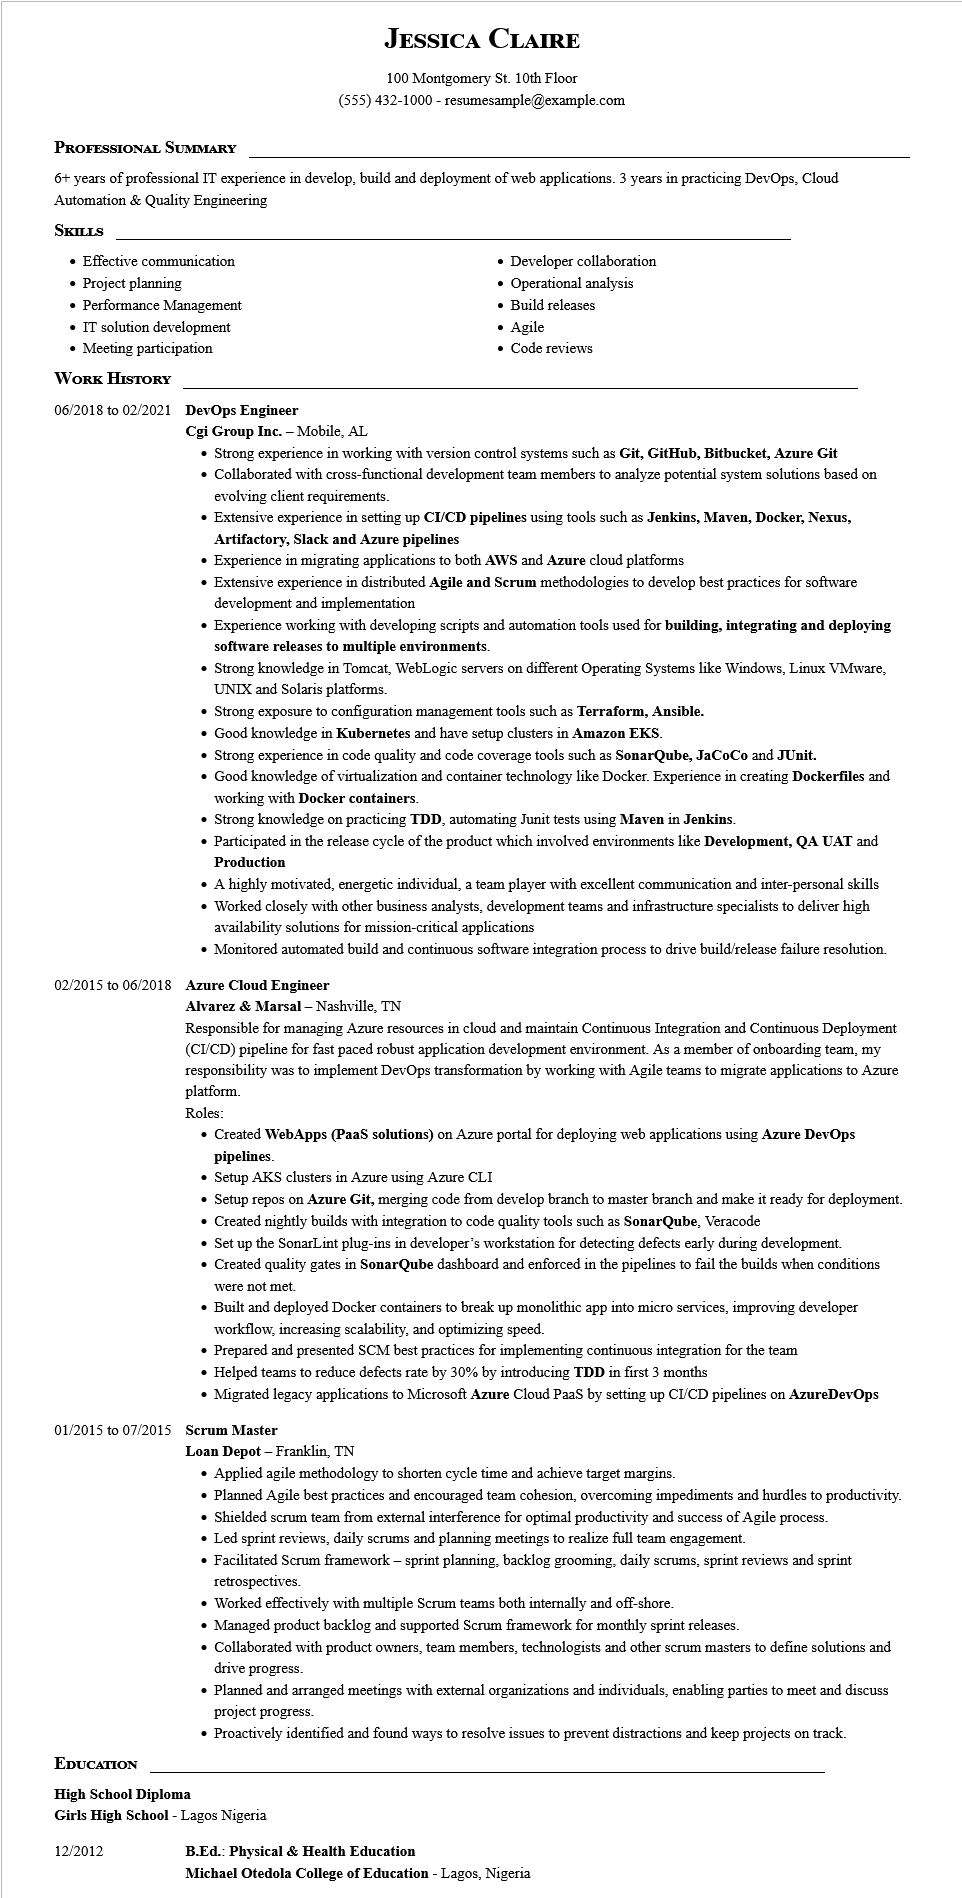 Jessica Claire
100 Montgomery St. 10th Floor
(555) 432-1000 - resumesample@example.com
Professional Summary
6+ years of professional IT experience in develop, build and deployment of web applications. 3 years in practicing DevOps, Cloud
Automation & Quality Engineering
Skills
• Effective communication
• Project planning
• Performance Management
• IT solution development
• Meeting participation
• Developer collaboration
• Operational analysis
• Build releases
• Agile
• Code reviews
Work History
06/2018 to 02/2021 DevOps Engineer
Cgi Group Inc. – Mobile, AL
• Strong experience in working with version control systems such as Git, GitHub, Bitbucket, Azure Git
• Collaborated with cross-functional development team members to analyze potential system solutions based on
evolving client requirements.
• Extensive experience in setting up CI/CD pipelines using tools such as Jenkins, Maven, Docker, Nexus,
Artifactory, Slack and Azure pipelines
• Experience in migrating applications to both AWS and Azure cloud platforms
• Extensive experience in distributed Agile and Scrum methodologies to develop best practices for software
development and implementation
• Experience working with developing scripts and automation tools used for building, integrating and deploying
software releases to multiple environments.
• Strong knowledge in Tomcat, WebLogic servers on different Operating Systems like Windows, Linux VMware,
UNIX and Solaris platforms.
• Strong exposure to configuration management tools such as Terraform, Ansible.
• Good knowledge in Kubernetes and have setup clusters in Amazon EKS.
• Strong experience in code quality and code coverage tools such as SonarQube, JaCoCo and JUnit.
• Good knowledge of virtualization and container technology like Docker. Experience in creating Dockerfiles and
working with Docker containers.
• Strong knowledge on practicing TDD, automating Junit tests using Maven in Jenkins.
• Participated in the release cycle of the product which involved environments like Development, QA UAT and
Production
• A highly motivated, energetic individual, a team player with excellent communication and inter-personal skills
• Worked closely with other business analysts, development teams and infrastructure specialists to deliver high
availability solutions for mission-critical applications
• Monitored automated build and continuous software integration process to drive build/release failure resolution.
02/2015 to 06/2018 Azure Cloud Engineer
Alvarez & Marsal – Nashville, TN
Responsible for managing Azure resources in cloud and maintain Continuous Integration and Continuous Deployment
(CI/CD) pipeline for fast paced robust application development environment. As a member of onboarding team, my
responsibility was to implement DevOps transformation by working with Agile teams to migrate applications to Azure
platform.
Roles:
• Created WebApps (PaaS solutions) on Azure portal for deploying web applications using Azure DevOps
pipelines.
• Setup AKS clusters in Azure using Azure CLI
• Setup repos on Azure Git, merging code from develop branch to master branch and make it ready for deployment.
• Created nightly builds with integration to code quality tools such as SonarQube, Veracode
• Set up the SonarLint plug-ins in developer’s workstation for detecting defects early during development.
• Created quality gates in SonarQube dashboard and enforced in the pipelines to fail the builds when conditions
were not met.
• Built and deployed Docker containers to break up monolithic app into micro services, improving developer
workflow, increasing scalability, and optimizing speed.
• Prepared and presented SCM best practices for implementing continuous integration for the team
• Helped teams to reduce defects rate by 30% by introducing TDD in first 3 months
• Migrated legacy applications to Microsoft Azure Cloud PaaS by setting up CI/CD pipelines on AzureDevOps
01/2015 to 07/2015 Scrum Master
Loan Depot – Franklin, TN
• Applied agile methodology to shorten cycle time and achieve target margins.
• Planned Agile best practices and encouraged team cohesion, overcoming impediments and hurdles to productivity.
• Shielded scrum team from external interference for optimal productivity and success of Agile process.
• Led sprint reviews, daily scrums and planning meetings to realize full team engagement.
• Facilitated Scrum framework – sprint planning, backlog grooming, daily scrums, sprint reviews and sprint
retrospectives.
• Worked effectively with multiple Scrum teams both internally and off-shore.
• Managed product backlog and supported Scrum framework for monthly sprint releases.
• Collaborated with product owners, team members, technologists and other scrum masters to define solutions and
drive progress.
• Planned and arranged meetings with external organizations and individuals, enabling parties to meet and discuss
project progress.
• Proactively identified and found ways to resolve issues to prevent distractions and keep projects on track.
Education
High School Diploma
Girls High School - Lagos Nigeria
12/2012 B.Ed.: Physical & Health Education
Michael Otedola College of Education - Lagos, Nigeria